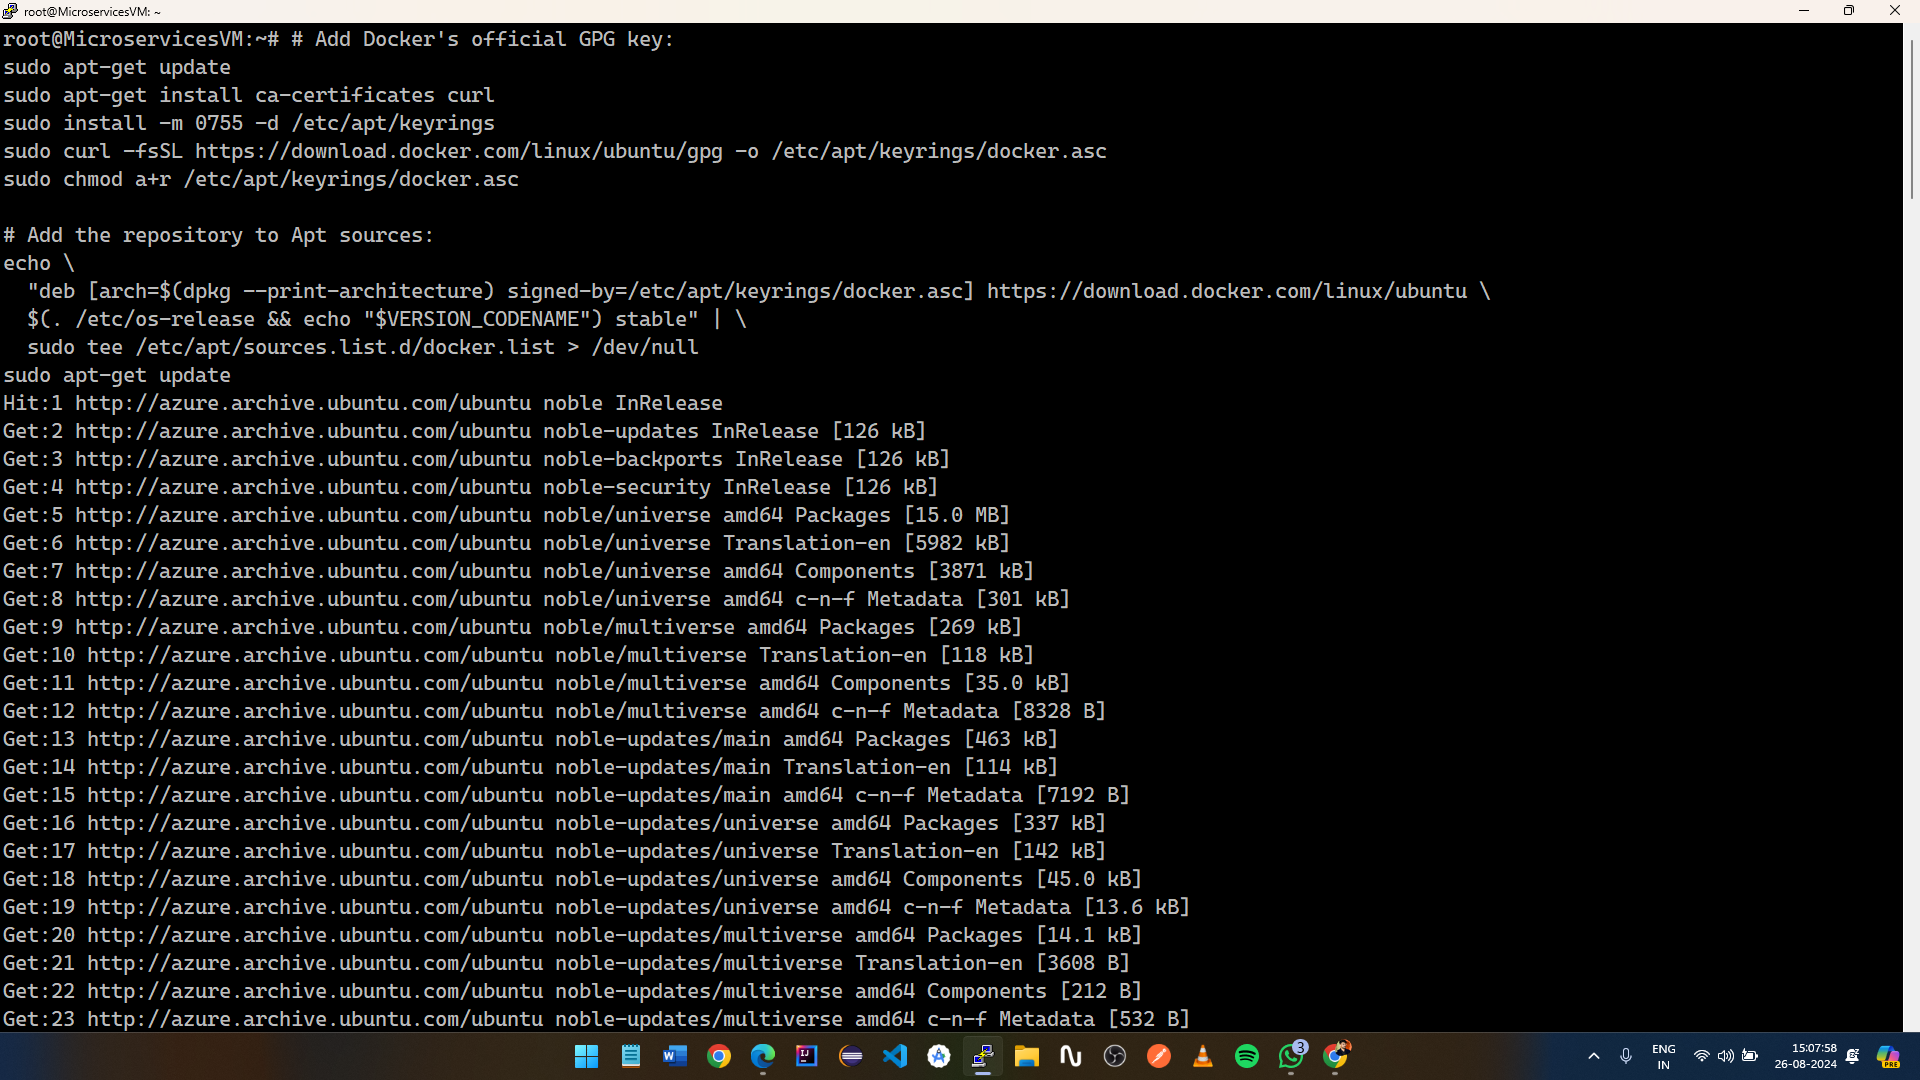 root@MicroservicesVM: ~
root@MicroservicesVM:~# # Add Docker's official GPG key:
sudo apt-get update
sudo apt-get install ca-certificates curl
sudo install -m 0755 -d /etc/apt/keyrings
sudo curl -fsSL https://download.docker.com/linux/ubuntu/gpg -o /etc/apt/keyrings/docker.asc
sudo chmod a+r /etc/apt/keyrings/docker.asc
# Add the repository to Apt sources:
echo \
  "deb [arch=$(dpkg --print-architecture) signed-by=/etc/apt/keyrings/docker.asc] https://download.docker.com/linux/ubuntu \
  $(. /etc/os-release && echo "$VERSION_CODENAME") stable" | \
  sudo tee /etc/apt/sources.list.d/docker.list > /dev/null
sudo apt-get update
Hit:1 http://azure.archive.ubuntu.com/ubuntu noble InRelease
Get:2 http://azure.archive.ubuntu.com/ubuntu noble-updates InRelease [126 kB]
Get:3 http://azure.archive.ubuntu.com/ubuntu noble-backports InRelease [126 kB]
Get:4 http://azure.archive.ubuntu.com/ubuntu noble-security InRelease [126 kB]
Get:5 http://azure.archive.ubuntu.com/ubuntu noble/universe amd64 Packages [15.0 MB]
Get:6 http://azure.archive.ubuntu.com/ubuntu noble/universe Translation-en [5982 kB]
Get:7 http://azure.archive.ubuntu.com/ubuntu noble/universe amd64 Components [3871 kB]
Get:8 http://azure.archive.ubuntu.com/ubuntu noble/universe amd64 c-n-f Metadata [301 kB]
Get:9 http://azure.archive.ubuntu.com/ubuntu noble/multiverse amd64 Packages [269 kB]
Get:10 http://azure.archive.ubuntu.com/ubuntu noble/multiverse Translation-en [118 kB]
Get:11 http://azure.archive.ubuntu.com/ubuntu noble/multiverse amd64 Components [35.0 kB]
Get:12 http://azure.archive.ubuntu.com/ubuntu noble/multiverse amd64 c-n-f Metadata [8328 B]
Get:13 http://azure.archive.ubuntu.com/ubuntu noble-updates/main amd64 Packages [463 kB]
Get:14 http://azure.archive.ubuntu.com/ubuntu noble-updates/main Translation-en [114 kB]
Get:15 http://azure.archive.ubuntu.com/ubuntu noble-updates/main amd64 c-n-f Metadata [7192 B]
Get:16 http://azure.archive.ubuntu.com/ubuntu noble-updates/universe amd64 Packages [337 kB]
Get:17 http://azure.archive.ubuntu.com/ubuntu noble-updates/universe Translation-en [142 kB]
Get:18 http://azure.archive.ubuntu.com/ubuntu noble-updates/universe amd64 Components [45.0 kB]
Get:19 http://azure.archive.ubuntu.com/ubuntu noble-updates/universe amd64 c-n-f Metadata [13.6 kB]
Get:20 http://azure.archive.ubuntu.com/ubuntu noble-updates/multiverse amd64 Packages [14.1 kB]
Get:21 http://azure.archive.ubuntu.com/ubuntu noble-updates/multiverse Translation-en [3608 B]
Get:22 http://azure.archive.ubuntu.com/ubuntu noble-updates/multiverse amd64 Components [212 B]
Get:23 http://azure.archive.ubuntu.com/ubuntu noble-updates/multiverse amd64 c-n-f Metadata [532 B]
W
IJ
3
ENG
IN
15:07:58
26-08-2024
PRE